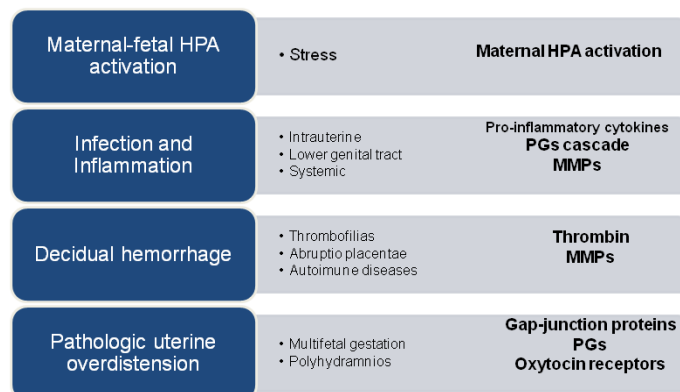 Maternal-fetal HPA
activation
• Stress
Maternal HPA activation
Infection and
Inflammation
• Intrauterine
• Lower genital tract
• Systemic
Pro-inflammatory cytokines
PGs cascade
MMPs
Decidual hemorrhage
• Thrombofilias
• Abruptio placentae
• Autoimune diseases
Thrombin
MMPs
Pathologic uterine
overdistension
• Multifetal gestation
• Polyhydramnios
Gap-junction proteins
PGs
Oxytocin receptors